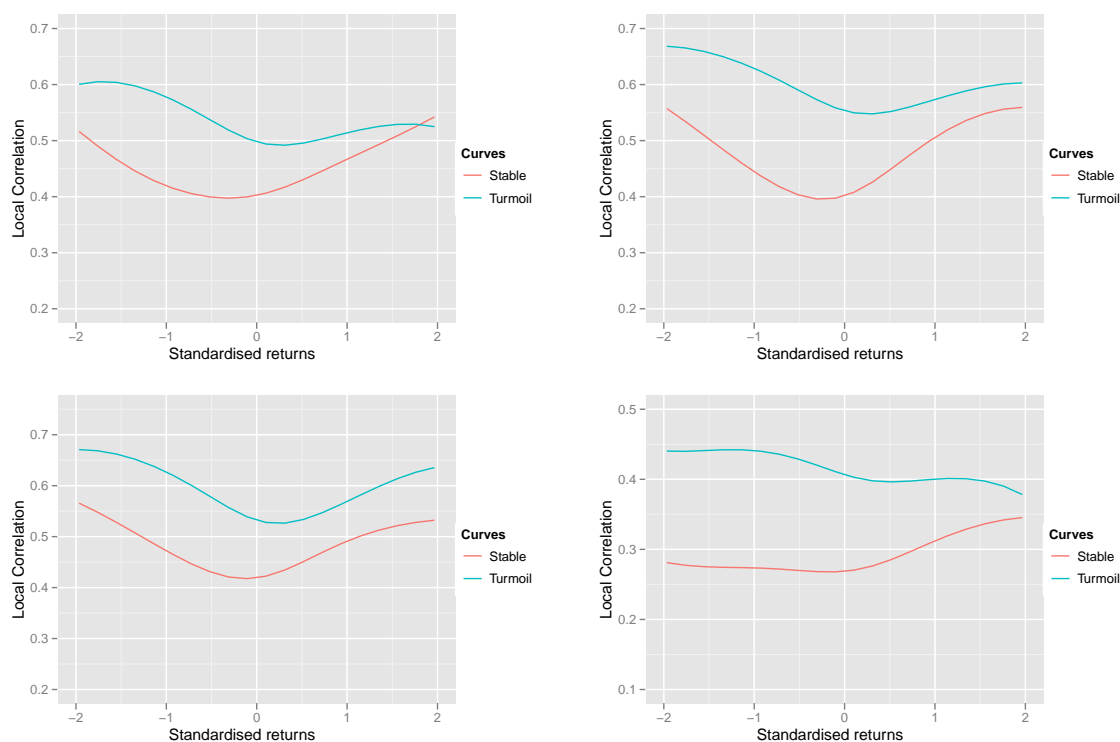 0.7
0.6
0.5
0.4
0.3
0.2
−2 −1 0 1 2
Standardised returns
Local Correlation
Curves
Stable
Turmoil
0.7
0.6
0.5
0.4
0.3
0.2
−2 −1 0 1 2
Standardised returns
Local Correlation
Curves
Stable
Turmoil
0.7
0.6
0.5
0.4
0.3
0.2
−2 −1 0 1 2
Standardised returns
Local Correlation
Curves
Stable
Turmoil
0.5
0.4
0.3
0.2
0.1
−2 −1 0 1 2
Standardised returns
Local Correlation
Curves
Stable
Turmoil